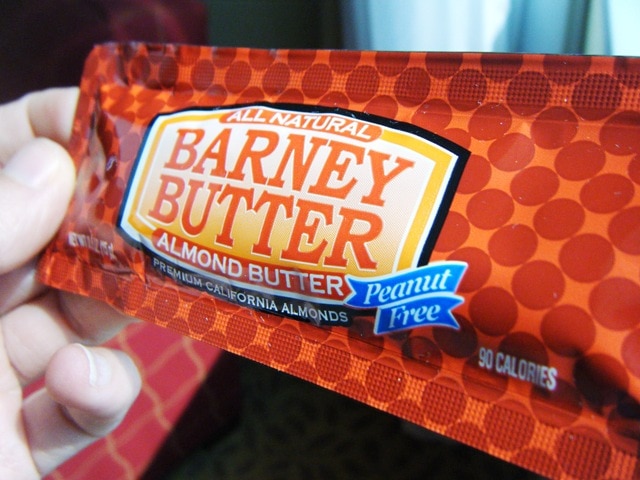 ALL NATURAL
BARNEY
BUTTER
ALMOND BUTTER
PREMIUM CALIFORNIA ALMONDS
Peanut
Free
90 CALORIES